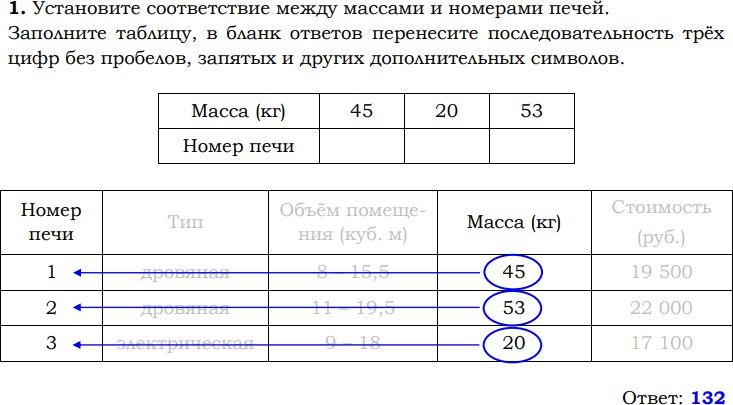 1. Установите соответствие между массами и номерами печей.
Заполните таблицу, в бланк ответов перенесите последовательность трёх
цифр без пробелов, запятых и других дополнительных символов.
Масса (кг) 45 20 53
Номер печи
Номер печи Тип Объём помеще-ния (куб. м) Масса (кг) Стоимость (руб.)
1 дровяная 8 – 15,5 45 19 500
2 дровяная 11 – 19,5 53 22 000
3 электрическая 9 – 18 20 17 100
Ответ: 132